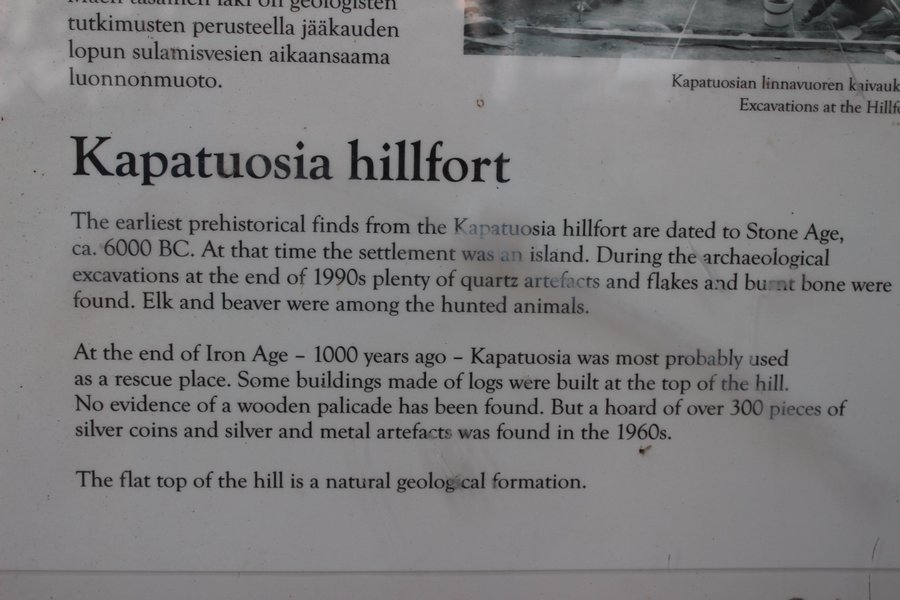 tasainen laki on geologisten
tutkimusten perusteella jääkauden
lopun sulamisvesien aikaansaama
luonnonmuoto.
Kapatuosian linnavuoren
Excavations at the
Kapatuosia hillfort
The earliest prehistorical finds from the Kapatuosia hillfort are dated to Stone Age,
ca. 6000 BC. At that time the settlement was an island. During the archaeological
excavations at the end of 1990s plenty of quartz artefacts and flakes and burnt bone were
found. Elk and beaver were among the hunted animals.
At the end of Iron Age – 1000 years ago – Kapatuosia was most probably used
as a rescue place. Some buildings made of logs were built at the top of the hill.
No evidence of a wooden palicade has been found. But a hoard of over 300 pieces of
silver coins and silver and metal artefacts was found in the 1960s.
The flat top of the hill is a natural geological formation.